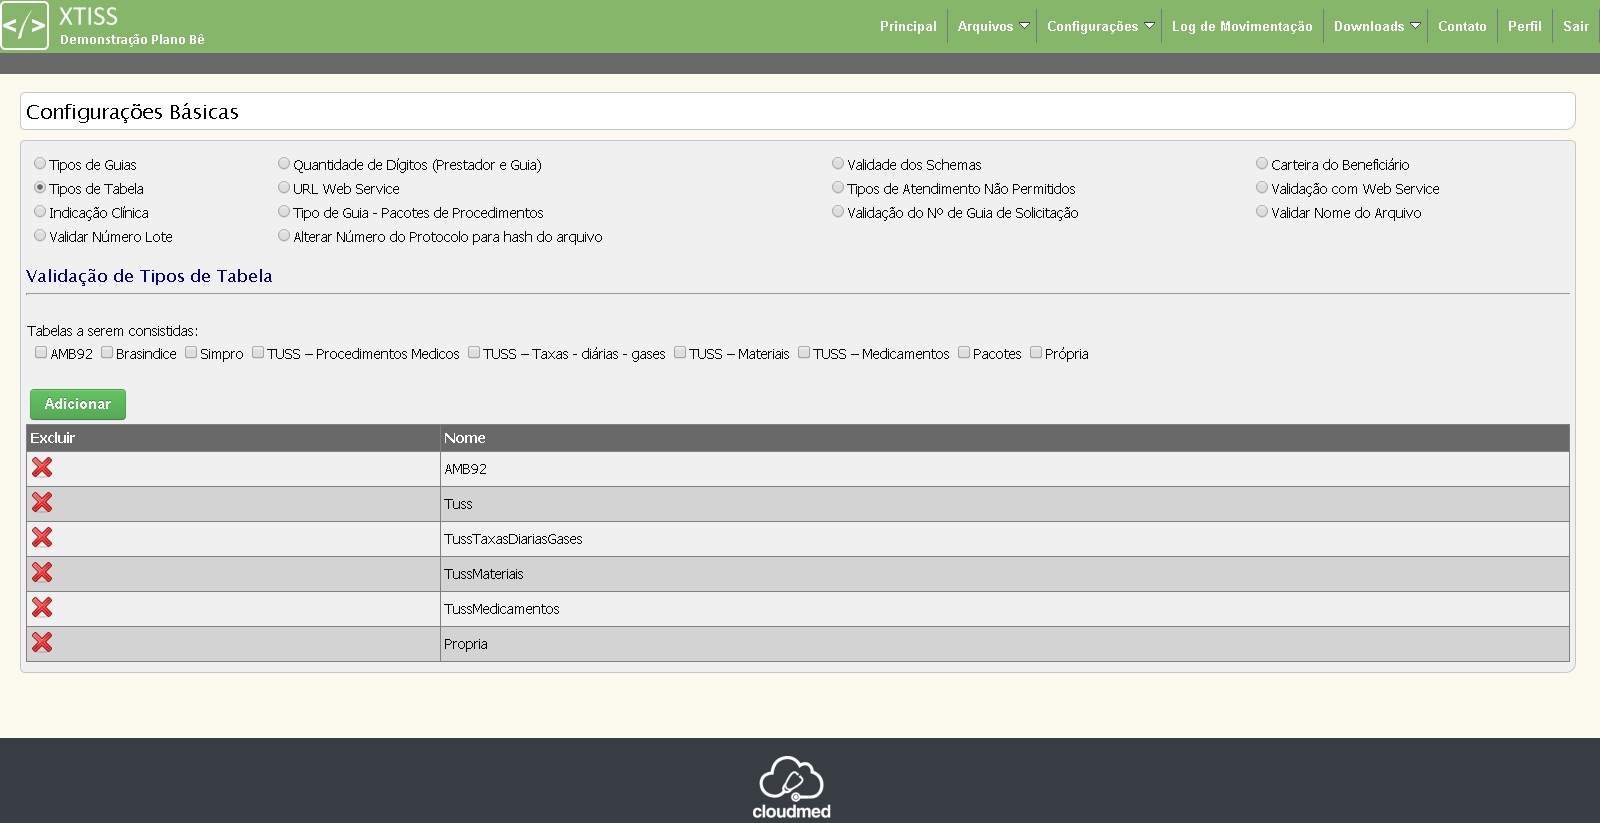 </> XTISS
Demonstração Plano Bê
Principal Arquivos Configurações Log de Movimentação Downloads Contato Perfil Sair
Configurações Básicas
Tipos de Guias Quantidade de Dígitos (Prestador e Guia) Validade dos Schemas Carteira do Beneficiário
Tipos de Tabela URL Web Service Tipos de Atendimento Não Permitidos Validação com Web Service
Indicação Clínica Tipo de Guia - Pacotes de Procedimentos Validação do Nº de Guia de Solicitação Validar Nome do Arquivo
Validar Número Lote Alterar Número do Protocolo para hash do arquivo
Validação de Tipos de Tabela
Tabelas a serem consistidas:
AMB92 Brasindice Simpro TUSS – Procedimentos Medicos TUSS – Taxas - diárias - gases TUSS – Materiais TUSS – Medicamentos Pacotes Própria
Adicionar
Excluir Nome
AMB92
Tuss
TussTaxasDiariasGases
TussMateriais
TussMedicamentos
Propria
cloudmed